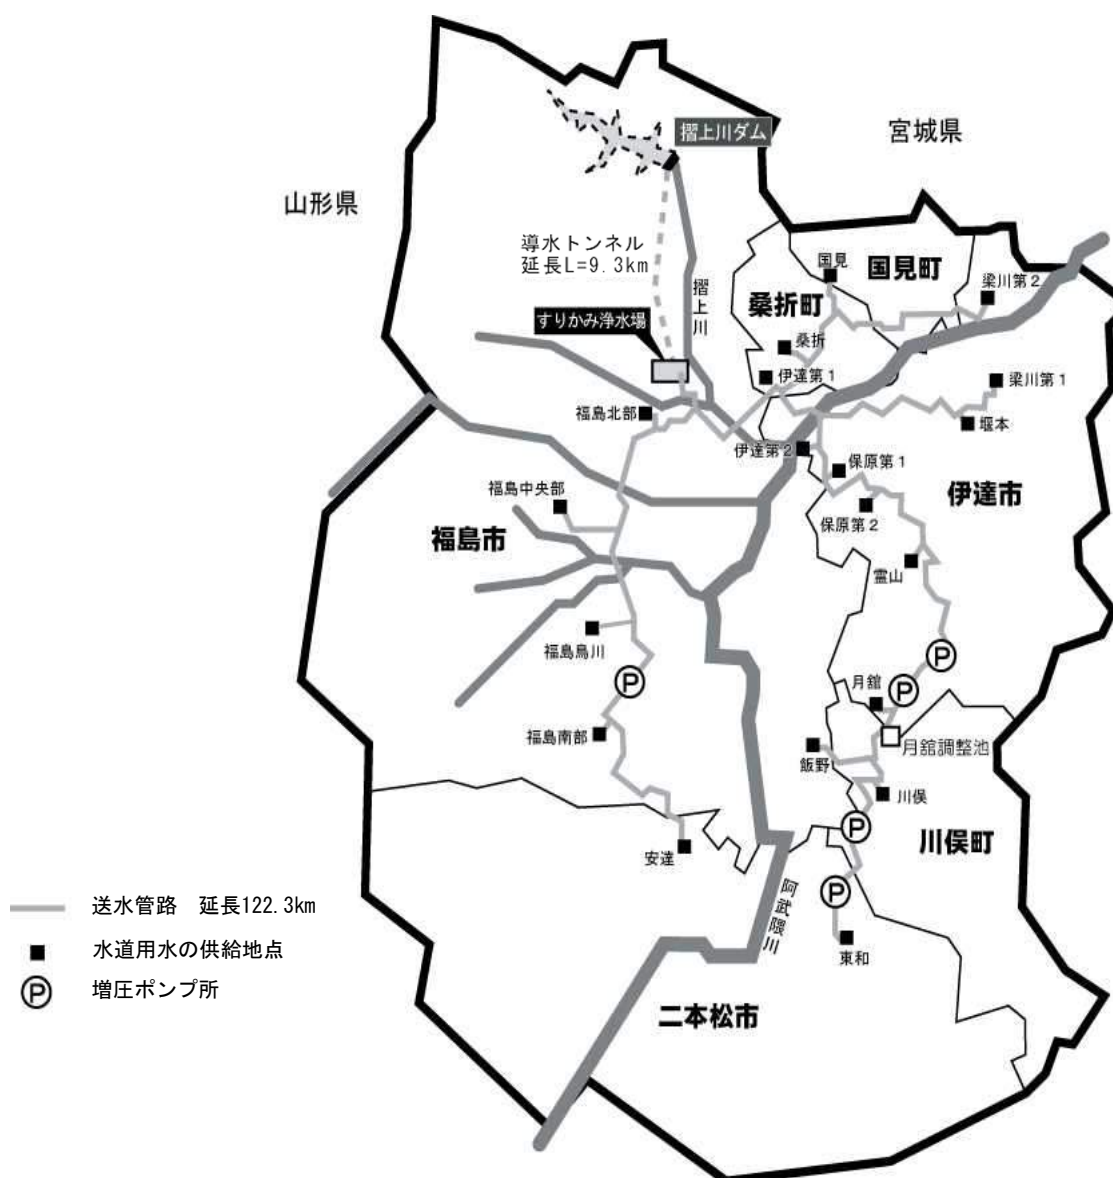 摺上川ダム
宮城県
山形県
導水トンネル
延長L=9.3km
摺上川
国見
国見町
梁川第2
桑折町
すりかみ浄水場
桑折
伊達第1
梁川第1
福島北部
堰本
伊達第2
保原第1
伊達市
福島中央部
保原第2
福島市
霊山
福島鳥川
P
月舘
P
P
福島南部
月舘調整池
飯野
川俣
P
川俣町
安達
P
阿武隈川
東和
二本松市
送水管路 延長122.3km
水道用水の供給地点
P 増圧ポンプ所